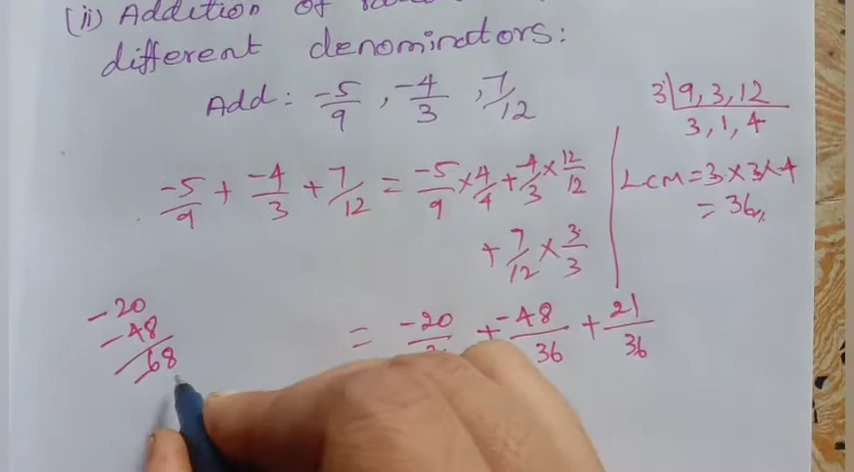 (ii) Addition of
different denominators:
Add: -5/9, -4/3, 7/12
3|9, 3, 12
3, 1, 4
-5/9 + -4/3 + 7/12 = -5/9 × 4/4 + -4/3 × 12/12
+ 7/12 × 3/3
LCM = 3 × 3 × 4
= 36
-20
-48
68
= -20/3 + -48/36 + 21/36